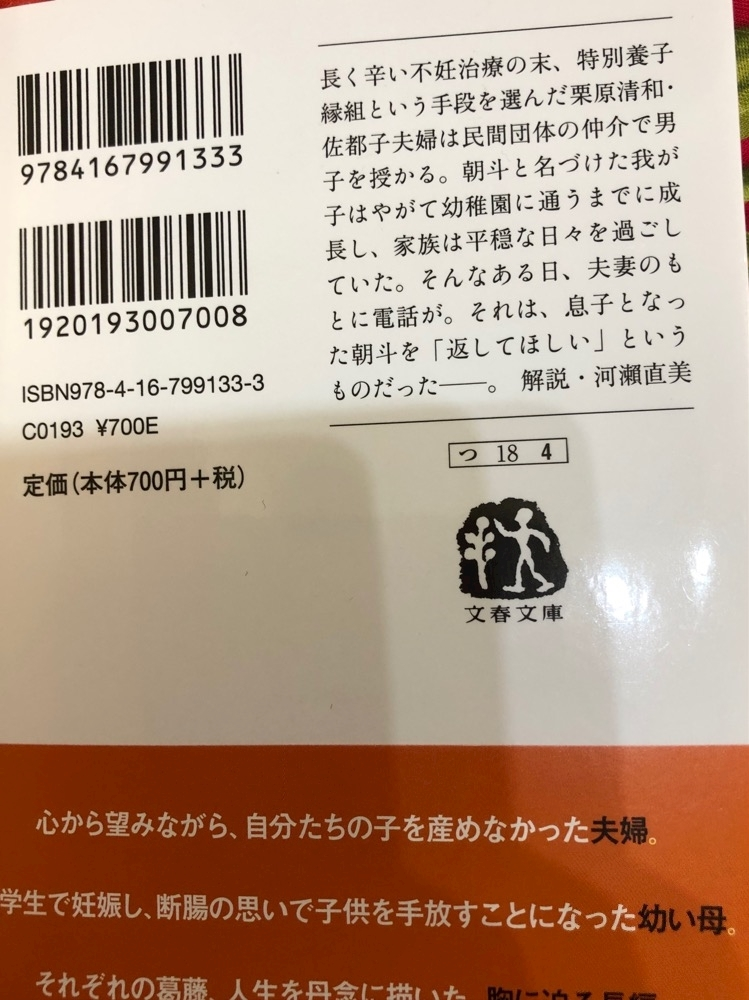 9784167991333
1920193007008
ISBN978-4-16-799133-3
C0193 ¥700E
定価(本体700円+税)
長く辛い不妊治療の末、特別養子
縁組という手段を選んだ栗原清和・
佐都子夫婦は民間団体の仲介で男
子を授かる。朝斗と名づけた我が
子はやがて幼稚園に通うまでに成
長し、家族は平穏な日々を過ごし
ていた。そんなある日、夫妻のも
とに電話が。それは、息子となっ
た朝斗を「返してほしい」という
ものだった――。 解説・河瀨直美
つ 18 4
文春文庫
心から望みながら、自分たちの子を産めなかった夫婦。
学生で妊娠し、断腸の思いで子供を手放すことになった幼い母。
それぞれの葛藤、人生を丹念に描いた、胸に迫る長編